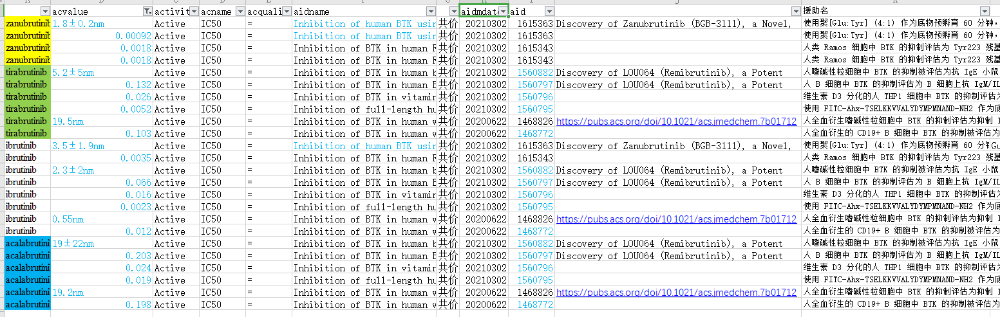 acvalue activit acname acquali aidname aidmdate aid 援助名
zanubrutinib 1.8±0.2nm Active IC50 = Inhibition of human BTK usin 共价 20210302 1615363 Discovery of Zanubrutinib (BGB-3111), a Novel, 使用聚[Glu:Tyr] (4:1) 作为底物预孵育 60 分钟,
zanubrutinib 0.00092 Active IC50 = Inhibition of human BTK usin 共价 20210302 1615363 使用聚[Glu:Tyr] (4:1) 作为底物预孵育 60 分钟,
zanubrutinib 0.0018 Active IC50 = Inhibition of BTK in human R 共价 20210302 1615343 人类 Ramos 细胞中 BTK 的抑制评估为 Tyr223 残基
zanubrutinib 0.0018 Active IC50 = Inhibition of BTK in human R 共价 20210302 1615343 人类 Ramos 细胞中 BTK 的抑制评估为 Tyr223 残基
tirabrutinib 5.2±5nm Active IC50 = Inhibition of BTK in human b 共价 20210302 1560882 Discovery of LOU064 (Remibrutinib), a Potent 人嗜碱性粒细胞中 BTK 的抑制被评估为抗 IgE 小鼠
tirabrutinib 0.132 Active IC50 = Inhibition of BTK in human B 共价 20210302 1560797 Discovery of LOU064 (Remibrutinib), a Potent 人 B 细胞中 BTK 的抑制评估为 B 细胞上抗 IgM/IL
tirabrutinib 0.026 Active IC50 = Inhibition of BTK in vitamin 共价 20210302 1560796 维生素 D3 分化的人 THP1 细胞中 BTK 的抑制评估为
tirabrutinib 0.0052 Active IC50 = Inhibition of full-length hu 共价 20210302 1560795 使用 FITC-Ahx-TSELKKVVALYDYMPMNAND-NH2 作为底
tirabrutinib 19.5nm Active IC50 = Inhibition of BTK in human w 共价 20200622 1468826 https://pubs.acs.org/doi/10.1021/acs.jmedchem.7b01712 人全血衍生嗜碱性粒细胞中 BTK 的抑制评估为抑制 I
tirabrutinib 0.103 Active IC50 = Inhibition of BTK in human w 共价 20200622 1468772 人全血衍生的 CD19+ B 细胞中 BTK 的抑制被评估为
ibrutinib 3.5±1.9nm Active IC50 = Inhibition of human BTK usin 共价 20210302 1615363 Discovery of Zanubrutinib (BGB-3111), a Novel, 使用聚[Glu:Tyr] (4:1) 作为底物预孵育 60 分钟Gu
ibrutinib 0.0035 Active IC50 = Inhibition of BTK in human R 共价 20210302 1615343 人类 Ramos 细胞中 BTK 的抑制评估为 Tyr223 残基
ibrutinib 2.3±2nm Active IC50 = Inhibition of BTK in human b 共价 20210302 1560882 Discovery of LOU064 (Remibrutinib), a Potent 人嗜碱性粒细胞中 BTK 的抑制被评估为抗 IgE 小鼠
ibrutinib 0.066 Active IC50 = Inhibition of BTK in human B 共价 20210302 1560797 Discovery of LOU064 (Remibrutinib), a Potent 人 B 细胞中 BTK 的抑制评估为 B 细胞上抗 IgM/IL
ibrutinib 0.016 Active IC50 = Inhibition of BTK in vitamin 共价 20210302 1560796 维生素 D3 分化的人 THP1 细胞中 BTK 的抑制评估为
ibrutinib 0.0023 Active IC50 = Inhibition of full-length hu 共价 20210302 1560795 使用 FITC-Ahx-TSELKKVVALYDYMPMNAND-NH2 作为底
ibrutinib 0.55nm Active IC50 = Inhibition of BTK in human w 共价 20200622 1468826 https://pubs.acs.org/doi/10.1021/acs.jmedchem.7b01712 人全血衍生嗜碱性粒细胞中 BTK 的抑制评估为抑制 I
ibrutinib 0.012 Active IC50 = Inhibition of BTK in human w 共价 20200622 1468772 人全血衍生的 CD19+ B 细胞中 BTK 的抑制被评估为
acalabrutini 19±22nm Active IC50 = Inhibition of BTK in human b 共价 20210302 1560882 Discovery of LOU064 (Remibrutinib), a Potent 人嗜碱性粒细胞中 BTK 的抑制被评估为抗 IgE 小鼠
acalabrutini 0.203 Active IC50 = Inhibition of BTK in human B 共价 20210302 1560797 Discovery of LOU064 (Remibrutinib), a Potent 人 B 细胞中 BTK 的抑制评估为 B 细胞上抗 IgM/IL
acalabrutini 0.024 Active IC50 = Inhibition of BTK in vitamin 共价 20210302 1560796 维生素 D3 分化的人 THP1 细胞中 BTK 的抑制评估为
acalabrutini 0.019 Active IC50 = Inhibition of full-length hu 共价 20210302 1560795 使用 FITC-Ahx-TSELKKVVALYDYMPMNAND-NH2 作为底
acalabrutini 19.2nm Active IC50 = Inhibition of BTK in human w 共价 20200622 1468826 https://pubs.acs.org/doi/10.1021/acs.jmedchem.7b01712 人全血衍生嗜碱性粒细胞中 BTK 的抑制评估为抑制 I
acalabrutini 0.198 Active IC50 = Inhibition of BTK in human w 共价 20200622 1468772 人全血衍生的 CD19+ B 细胞中 BTK 的抑制被评估为